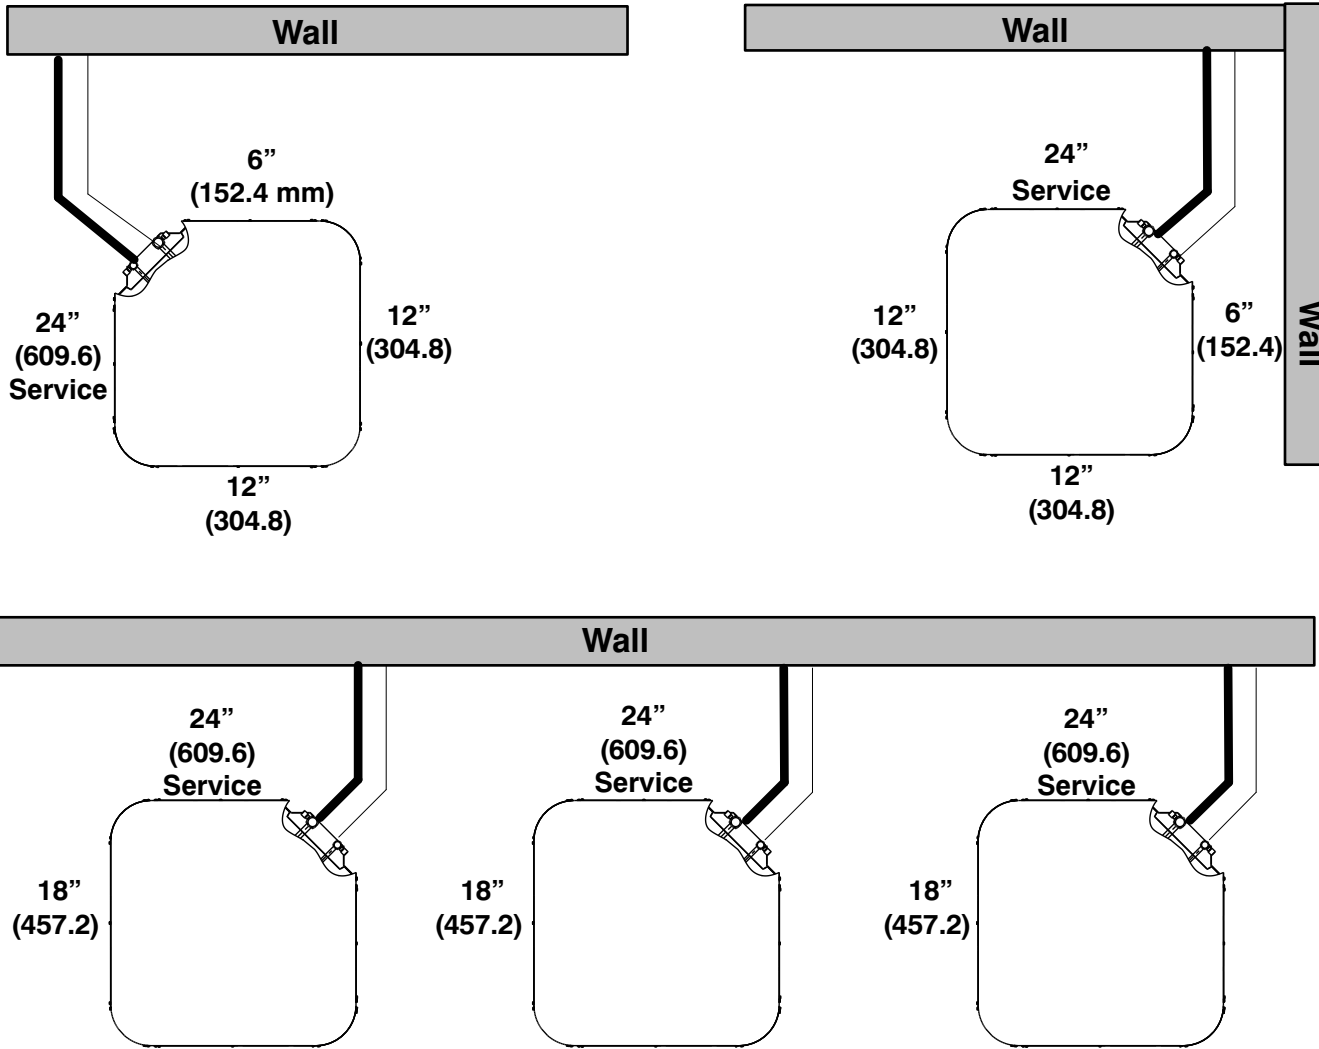 Wall
6”
(152.4 mm)
24”
(609.6)
Service
12”
(304.8)
12”
(304.8)
Wall
24”
Service
12”
(304.8)
6”
(152.4)
Wall
12”
(304.8)
Wall
24”
(609.6)
Service
18”
(457.2)
24”
(609.6)
Service
18”
(457.2)
24”
(609.6)
Service
18”
(457.2)